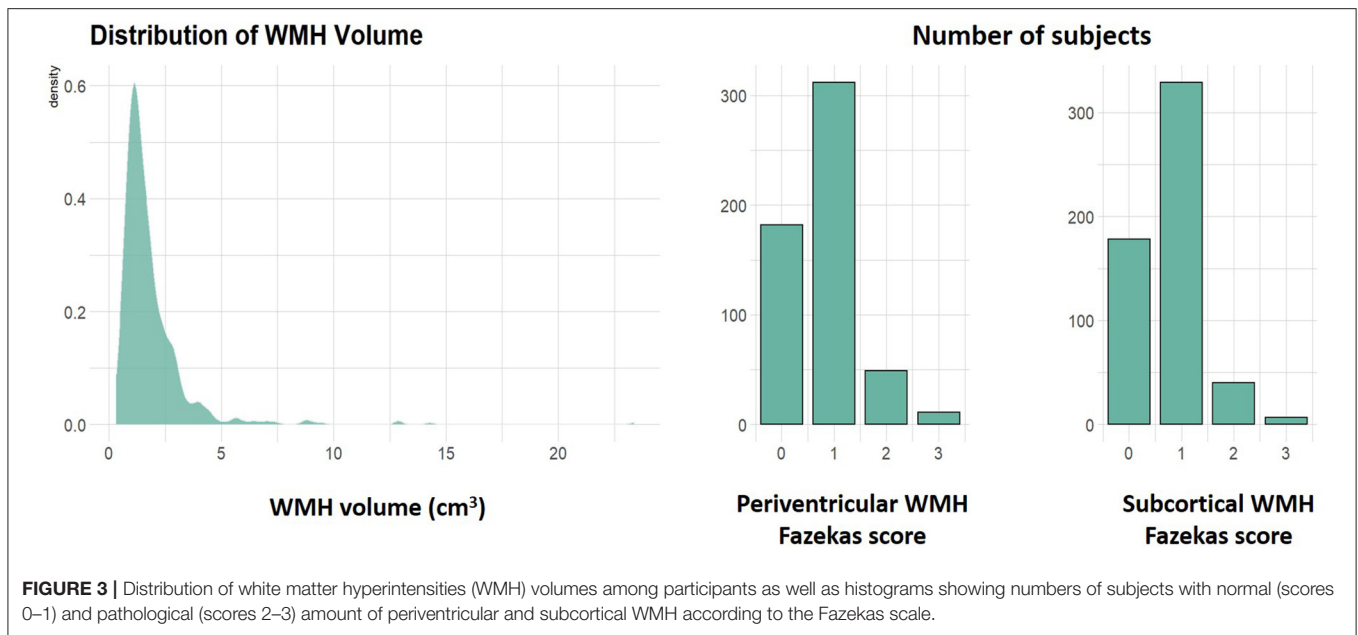 Distribution of WMH Volume
density
0.6
0.4
0.2
0.0
0 5 10 15 20
WMH volume (cm³)
Number of subjects
300
200
100
0
0 1 2 3
Periventricular WMH
Fazekas score
300
200
100
0
0 1 2 3
Subcortical WMH
Fazekas score
FIGURE 3 | Distribution of white matter hyperintensities (WMH) volumes among participants as well as histograms showing numbers of subjects with normal (scores
0–1) and pathological (scores 2–3) amount of periventricular and subcortical WMH according to the Fazekas scale.